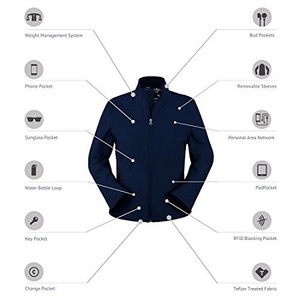 Weight Management System
Bud Pockets
Phone Pocket
Removable Sleeves
Sunglass Pocket
Personal Area Network
Water Bottle Loop
PadPocket
Key Pocket
RFID Blocking Pocket
Change Pocket
Teflon Treated Fabric